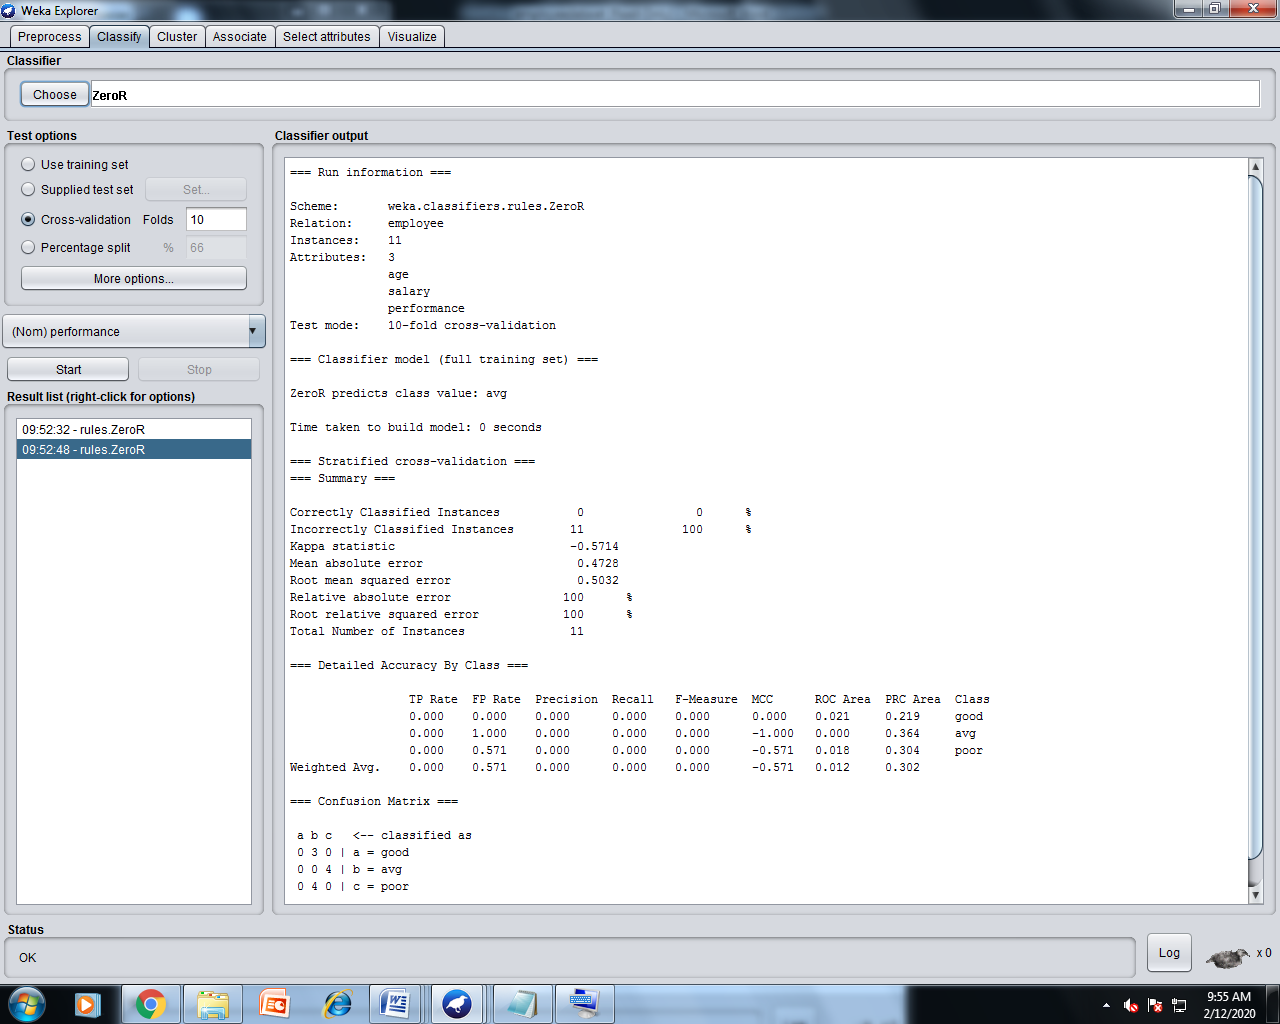 Weka Explorer
Preprocess Classify Cluster Associate Select attributes Visualize
Classifier
Choose ZeroR
Test options
Use training set
Supplied test set Set...
Cross-validation Folds 10
Percentage split % 66
More options...
(Nom) performance
Start Stop
Result list (right-click for options)
09:52:32 - rules.ZeroR
09:52:48 - rules.ZeroR
Classifier output
=== Run information ===
Scheme: weka.classifiers.rules.ZeroR
Relation: employee
Instances: 11
Attributes: 3
age
salary
performance
Test mode: 10-fold cross-validation
=== Classifier model (full training set) ===
ZeroR predicts class value: avg
Time taken to build model: 0 seconds
=== Stratified cross-validation ===
=== Summary ===
Correctly Classified Instances 0 0 %
Incorrectly Classified Instances 11 100 %
Kappa statistic -0.5714
Mean absolute error 0.4728
Root mean squared error 0.5032
Relative absolute error 100 %
Root relative squared error 100 %
Total Number of Instances 11
=== Detailed Accuracy By Class ===
TP Rate FP Rate Precision Recall F-Measure MCC ROC Area PRC Area Class
0.000 0.000 0.000 0.000 0.000 0.000 0.021 0.219 good
0.000 1.000 0.000 0.000 0.000 -1.000 0.000 0.364 avg
0.000 0.571 0.000 0.000 0.000 -0.571 0.018 0.304 poor
Weighted Avg. 0.000 0.571 0.000 0.000 0.000 -0.571 0.012 0.302
=== Confusion Matrix ===
a b c <-- classified as
0 3 0 | a = good
0 0 4 | b = avg
0 4 0 | c = poor
Status
OK
Log
x 0
9:55 AM
2/12/2020